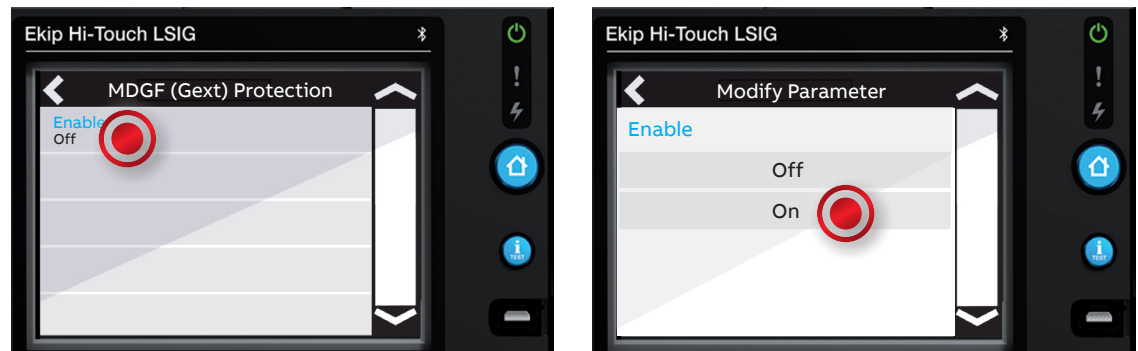 Ekip Hi-Touch LSIG
MDGF (Gext) Protection
Enable
Off
i
TEST
Ekip Hi-Touch LSIG
Modify Parameter
Enable
Off
On
i
TEST